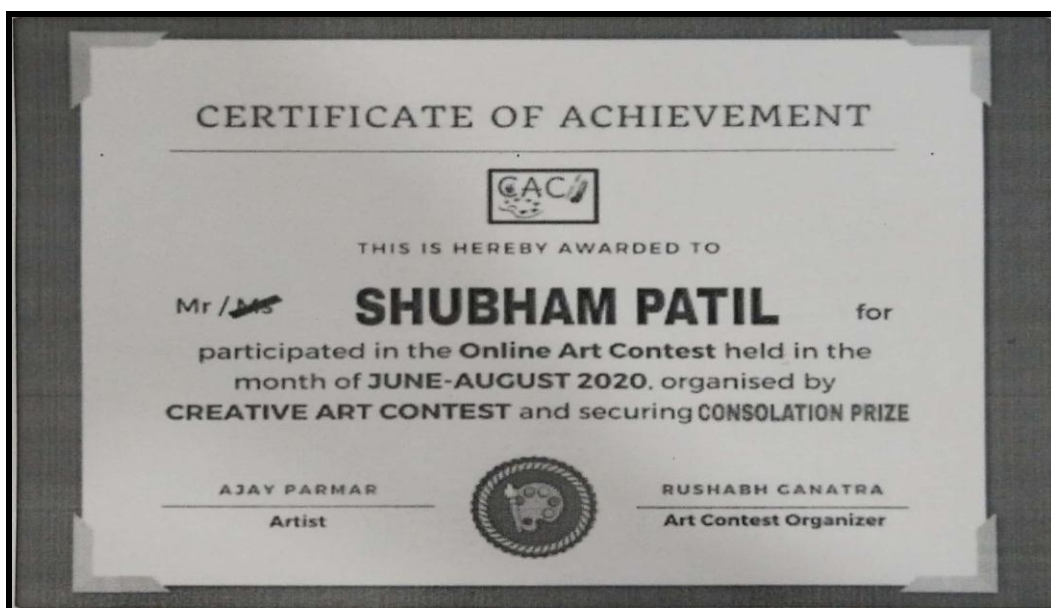 CERTIFICATE OF ACHIEVEMENT
CAC
THIS IS HEREBY AWARDED TO
Mr / Ms SHUBHAM PATIL for
participated in the Online Art Contest held in the
month of JUNE-AUGUST 2020, organised by
CREATIVE ART CONTEST and securing CONSOLATION PRIZE
AJAY PARMAR
Artist
RUSHABH GANATRA
Art Contest Organizer